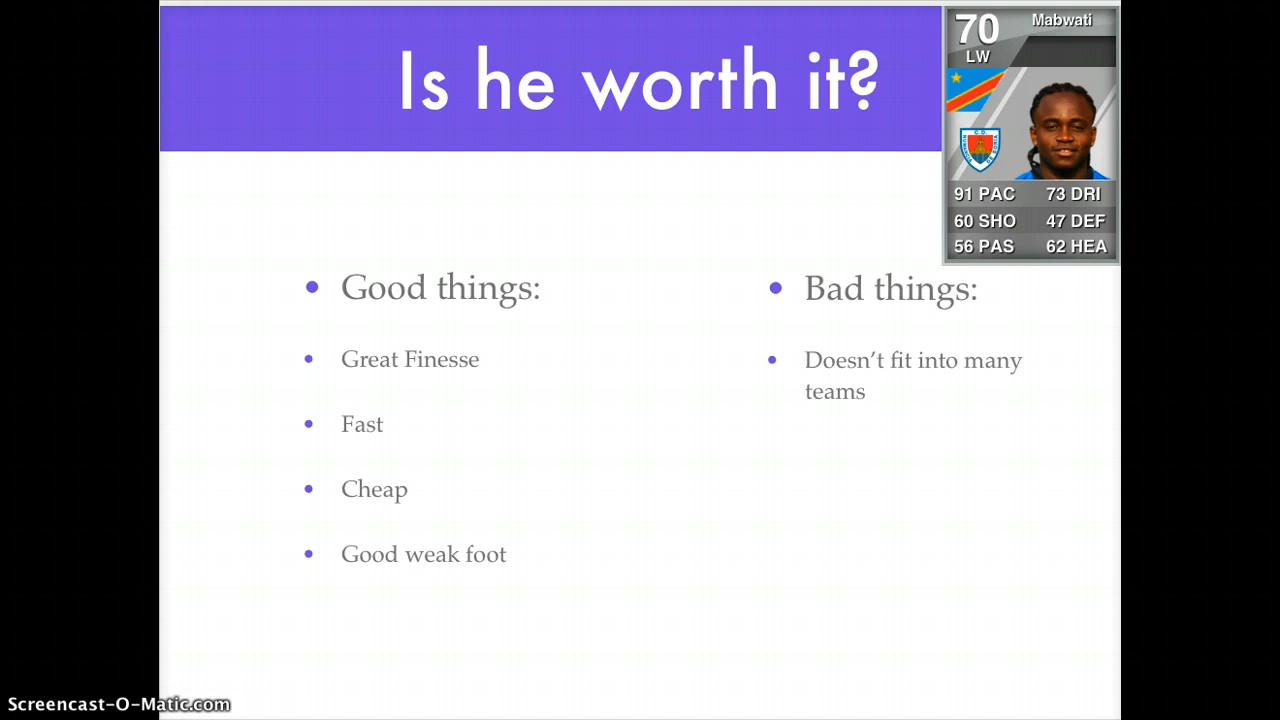 Is he worth it?
70
Mabwati
LW
C.D.
91 PAC
73 DRI
60 SHO
47 DEF
56 PAS
62 HEA
• Good things:
• Great Finesse
• Fast
• Cheap
• Good weak foot
• Bad things:
• Doesn’t fit into many
teams
Screencast-O-Matic.com